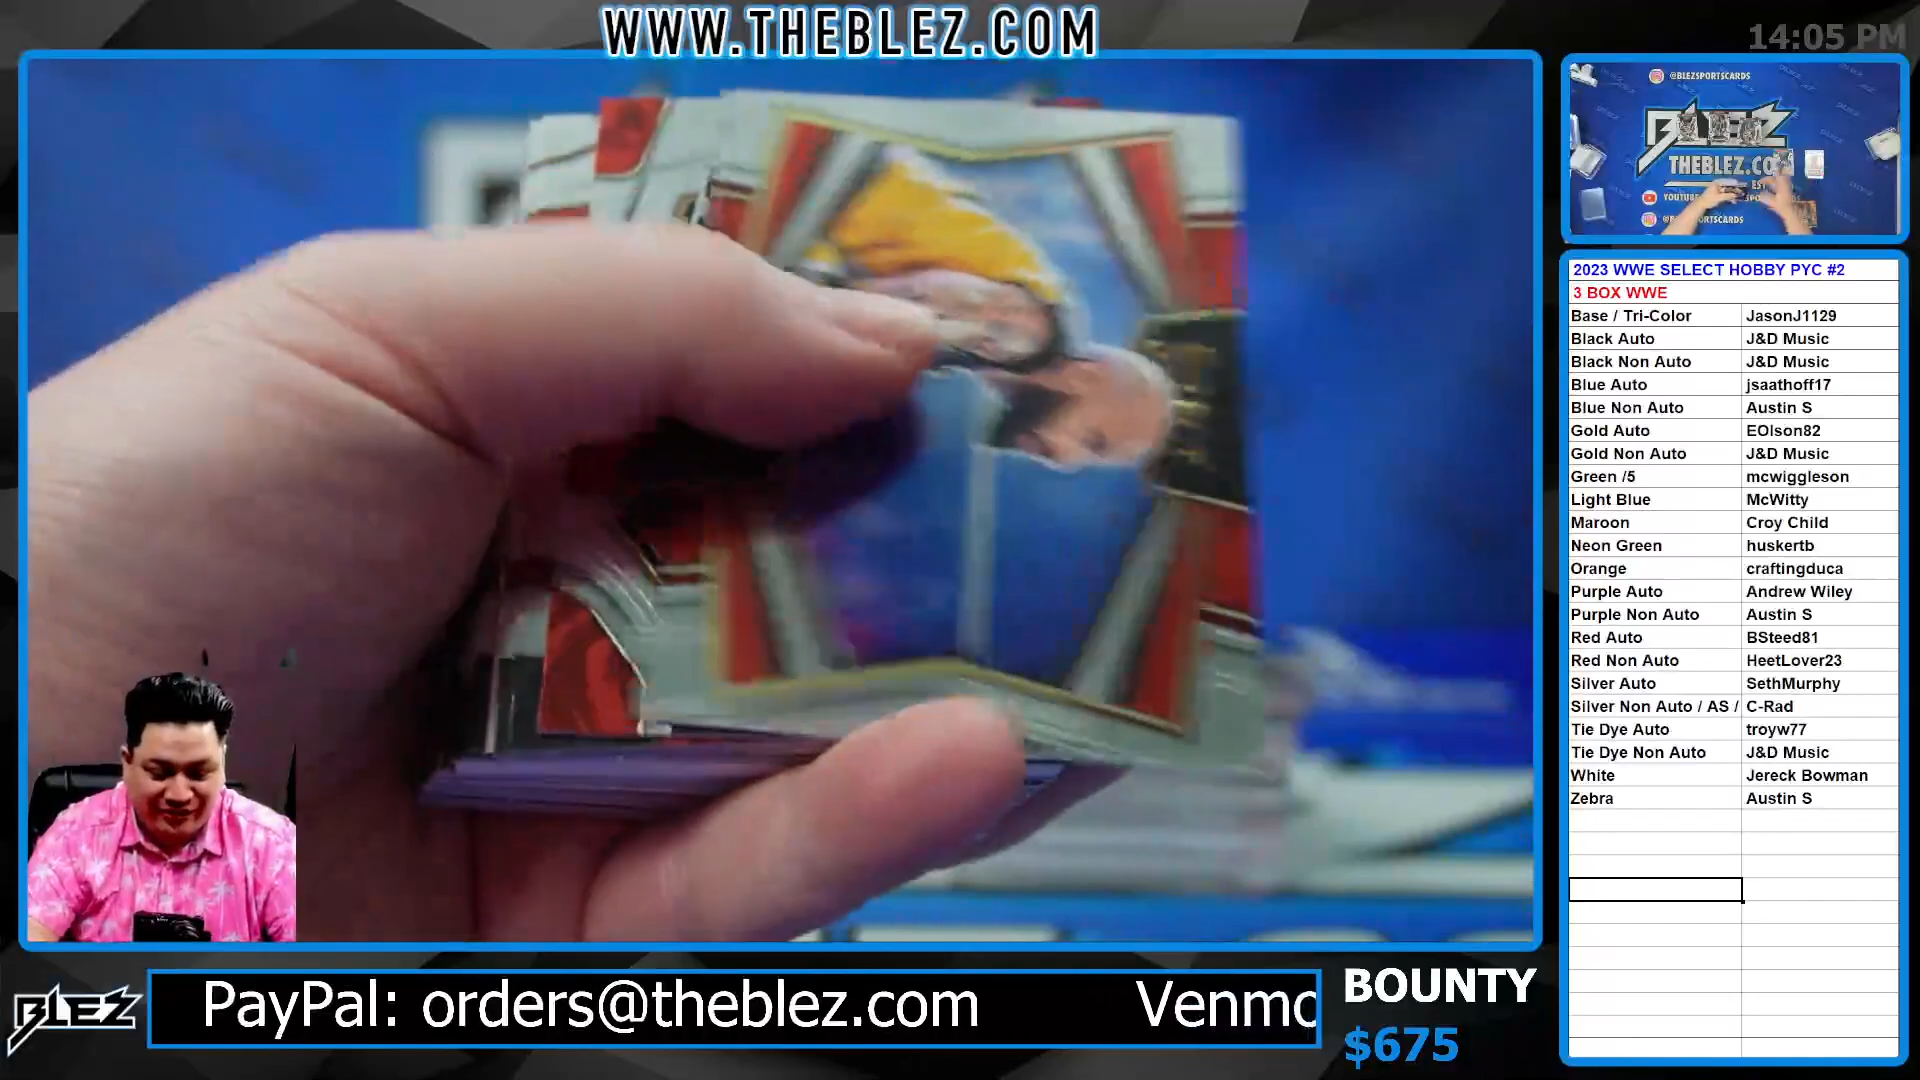 WWW.THEBLEZ.COM
14:05 PM
@BLEZSPORTSCARDS
BLEZ
THEBLEZ.CO
2023 WWE SELECT HOBBY PYC #2
3 BOX WWE
Base / Tri-Color JasonJ1129
Black Auto J&D Music
Black Non Auto J&D Music
Blue Auto jsaathoff17
Blue Non Auto Austin S
Gold Auto EOlson82
Gold Non Auto J&D Music
Green /5 mcwiggleson
Light Blue McWitty
Maroon Croy Child
Neon Green huskertb
Orange craftingduca
Purple Auto Andrew Wiley
Purple Non Auto Austin S
Red Auto BSteed81
Red Non Auto HeetLover23
Silver Auto SethMurphy
Silver Non Auto / AS / C-Rad
Tie Dye Auto troyw77
Tie Dye Non Auto J&D Music
White Jereck Bowman
Zebra Austin S
BLEZ
PayPal: orders@theblez.com Venmo
BOUNTY
$675